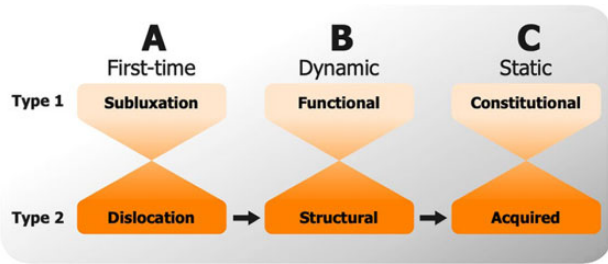 A B C
First-time Dynamic Static
Type 1 Subluxation Functional Constitutional
Type 2 Dislocation Structural Acquired